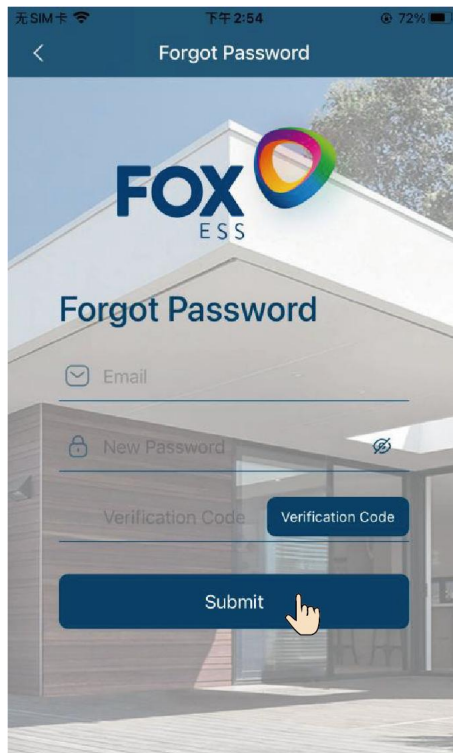 无SIM卡 下午2:54 72%
Forgot Password
FOX
ESS
Forgot Password
Email
New Password
Verification Code Verification Code
Submit